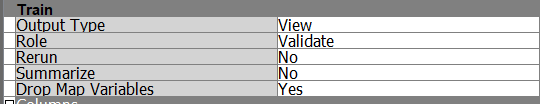 Train
Output Type View
Role Validate
Rerun No
Summarize No
Drop Map Variables Yes
Columns